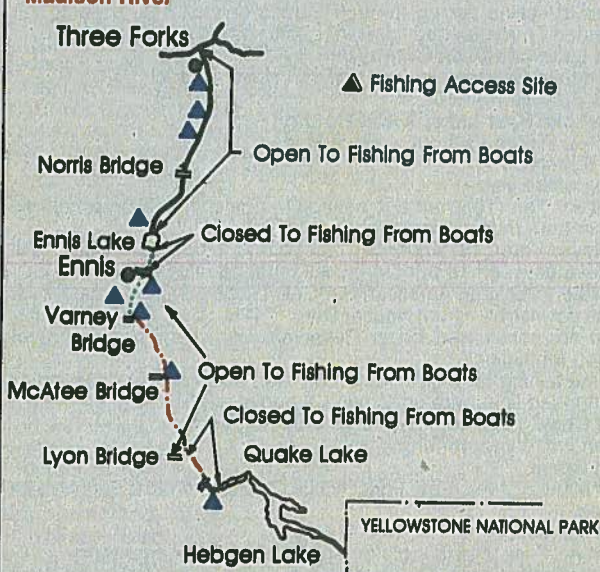 Madison River
Three Forks
Fishing Access Site
Norris Bridge
Open To Fishing From Boats
Ennis Lake
Closed To Fishing From Boats
Ennis
Varney
Bridge
McAtee Bridge
Open To Fishing From Boats
Closed To Fishing From Boats
Lyon Bridge
Quake Lake
YELLOWSTONE NATIONAL PARK
Hebgen Lake